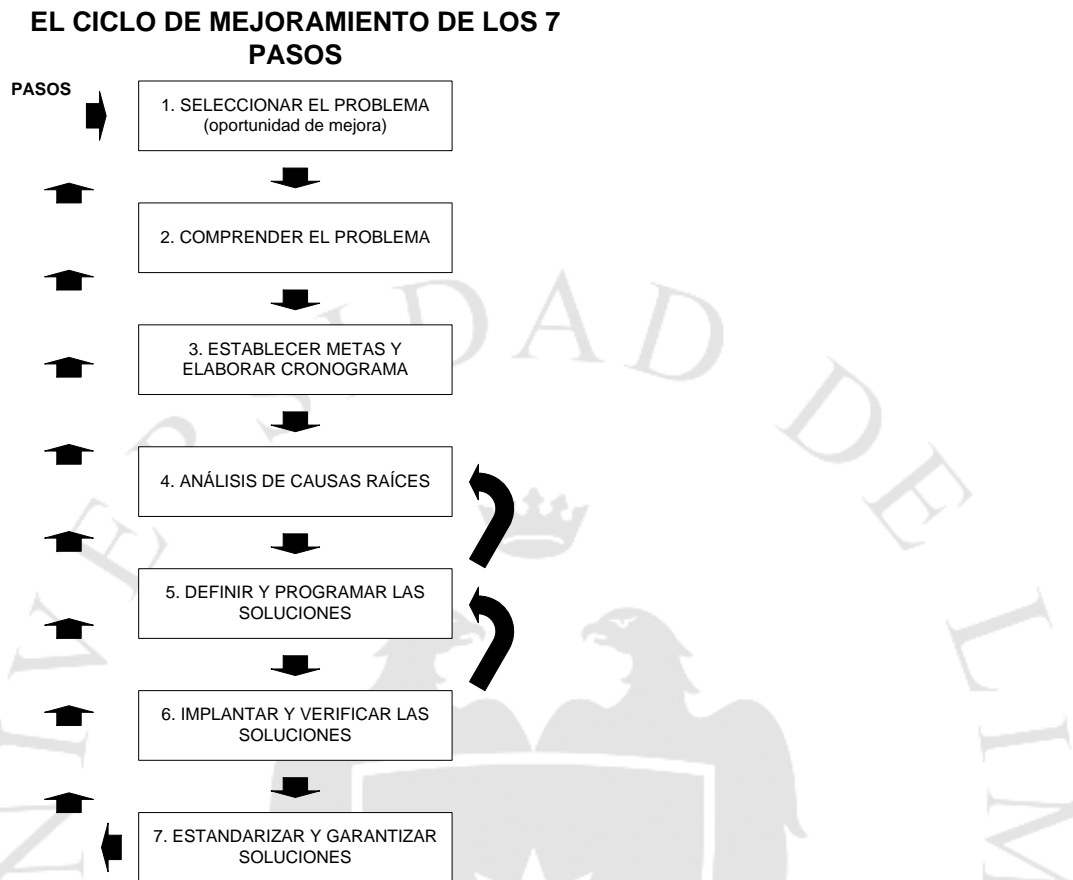 EL CICLO DE MEJORAMIENTO DE LOS 7
PASOS
PASOS
1. SELECCIONAR EL PROBLEMA
(oportunidad de mejora)
2. COMPRENDER EL PROBLEMA
3. ESTABLECER METAS Y
ELABORAR CRONOGRAMA
4. ANÁLISIS DE CAUSAS RAÍCES
5. DEFINIR Y PROGRAMAR LAS
SOLUCIONES
6. IMPLANTAR Y VERIFICAR LAS
SOLUCIONES
7. ESTANDARIZAR Y GARANTIZAR
SOLUCIONES